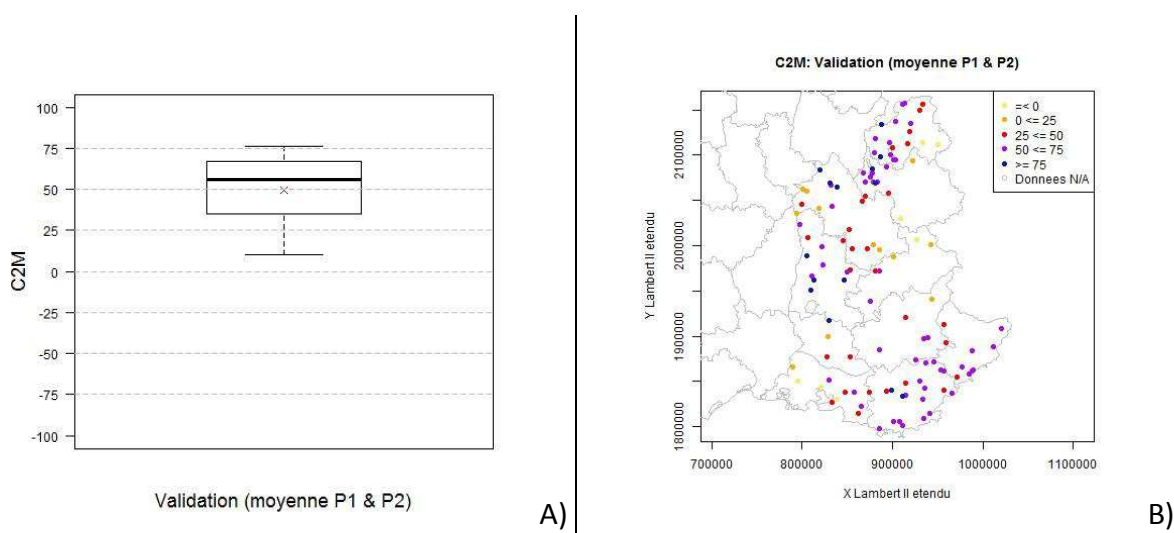 100
75
50
25
0
-25
-50
-75
-100
C2M
Validation (moyenne P1 & P2)
A)
C2M: Validation (moyenne P1 & P2)
=< 0
0 <= 25
25 <= 50
50 <= 75
>= 75
Donnees N/A
2100000
2000000
1900000
1800000
Y Lambert II etendu
700000 800000 900000 1000000 1100000
X Lambert II etendu
B)